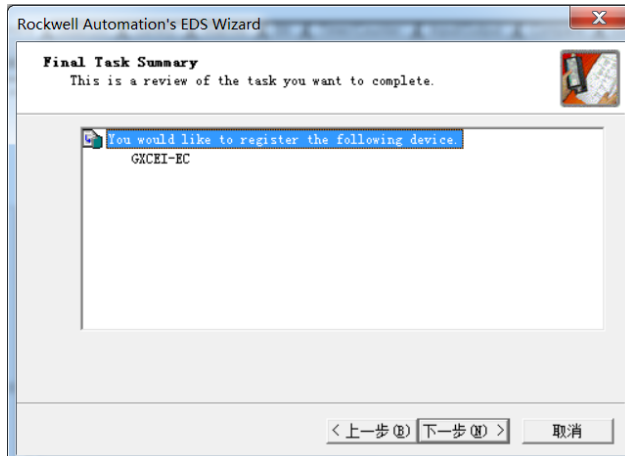 Rockwell Automation's EDS Wizard
Final Task Summary
This is a review of the task you want to complete.
You would like to register the following device.
GXCEI-EC
< 上一步(B)
下一步(N) >
取消